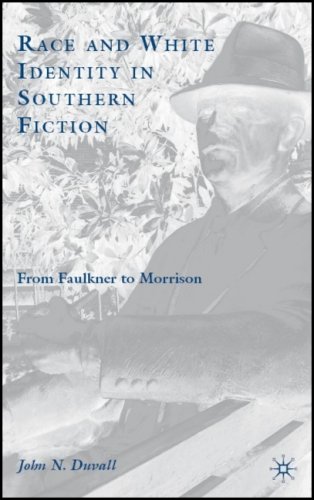 Race and White
Identity in
Southern
Fiction
From Faulkner to Morrison
John N. Duvall